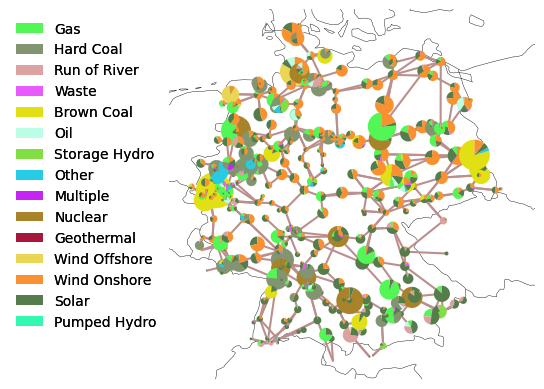 Gas
Hard Coal
Run of River
Waste
Brown Coal
Oil
Storage Hydro
Other
Multiple
Nuclear
Geothermal
Wind Offshore
Wind Onshore
Solar
Pumped Hydro